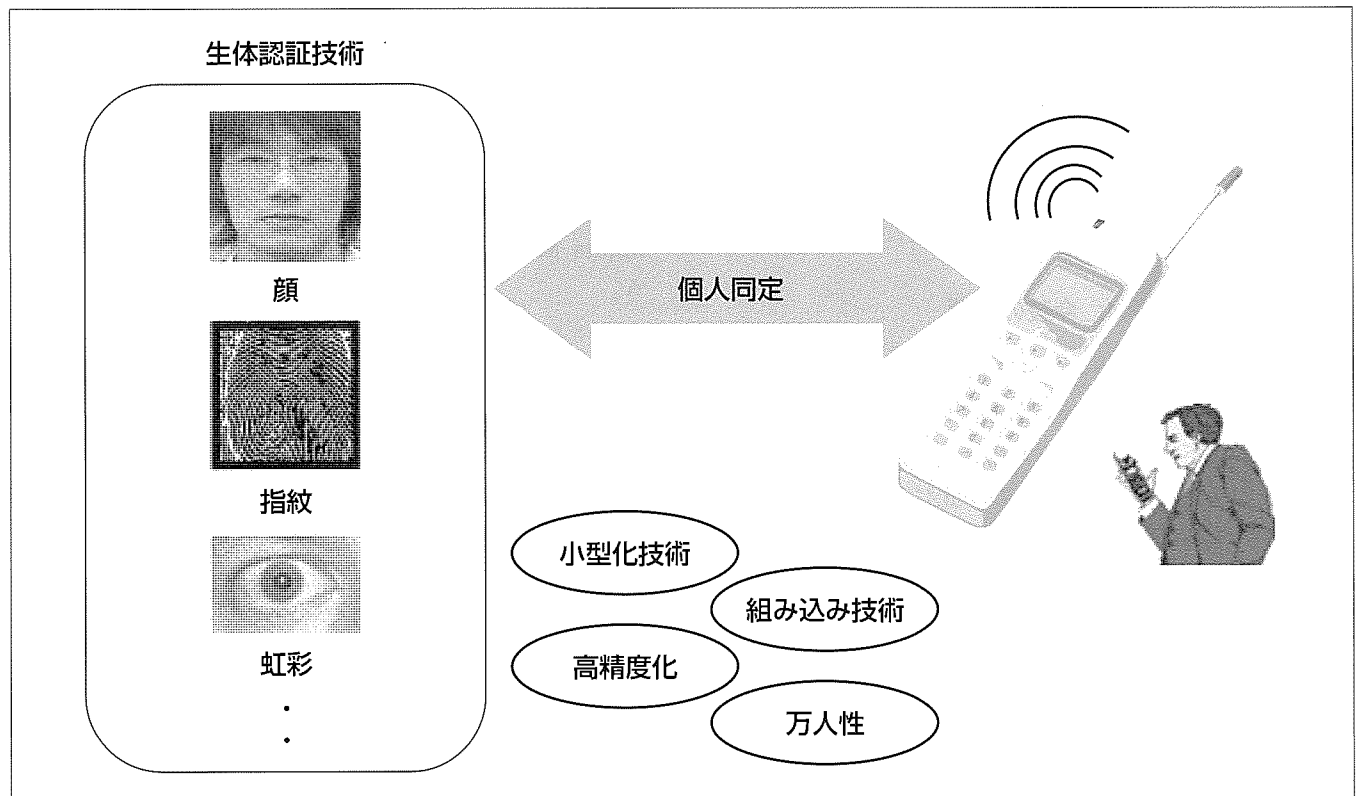 生体認証技術
顔
個人同定
指紋
小型化技術
組み込み技術
高精度化
虹彩
万人性